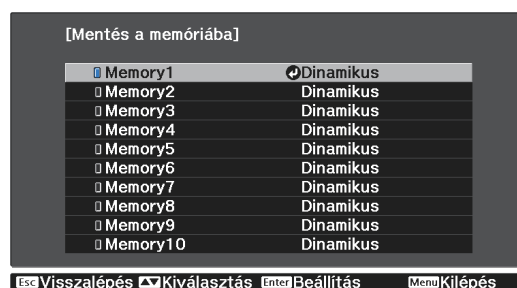 [Mentés a memóriába]
Memory1 Dinamikus
Memory2 Dinamikus
Memory3 Dinamikus
Memory4 Dinamikus
Memory5 Dinamikus
Memory6 Dinamikus
Memory7 Dinamikus
Memory8 Dinamikus
Memory9 Dinamikus
Memory10 Dinamikus
Esc Visszalépés Kiválasztás Enter Beállítás Menu Kilépés